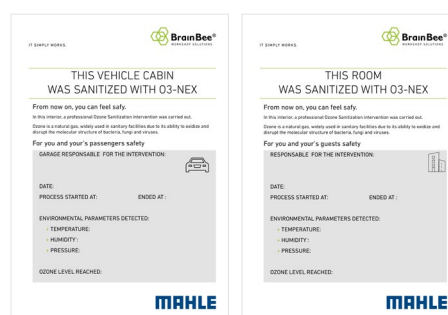 IT SIMPLY WORKS.
BrainBee®
WORKSHOP SOLUTIONS
THIS VEHICLE CABIN
WAS SANITIZED WITH O3-NEX
From now on, you can feel safy.
In this interior, a professional Ozone Sanitization intervention was carried out.
Ozone is a natural gas, widely used in sanitary facilities due to its ability to oxidize and
disrupt the molecular structure of bacteria, fungi and viruses.
For you and your's passengers safety
GARAGE RESPONSABLE FOR THE INTERVENTION:
DATE:
PROCESS STARTED AT: ENDED AT :
ENVIRONMENTAL PARAMETERS DETECTED:
- TEMPERATURE:
- HUMIDITY :
- PRESSURE:
OZONE LEVEL REACHED:
MAHLE
IT SIMPLY WORKS.
BrainBee®
WORKSHOP SOLUTIONS
THIS ROOM
WAS SANITIZED WITH O3-NEX
From now on, you can feel safy.
In this interior, a professional Ozone Sanitization intervention was carried out.
Ozone is a natural gas, widely used in sanitary facilities due to its ability to oxidize and
disrupt the molecular structure of bacteria, fungi and viruses.
For you and your's guests safety
RESPONSABLE FOR THE INTERVENTION:
DATE:
PROCESS STARTED AT: ENDED AT :
ENVIRONMENTAL PARAMETERS DETECTED:
- TEMPERATURE:
- HUMIDITY :
- PRESSURE:
OZONE LEVEL REACHED:
MAHLE